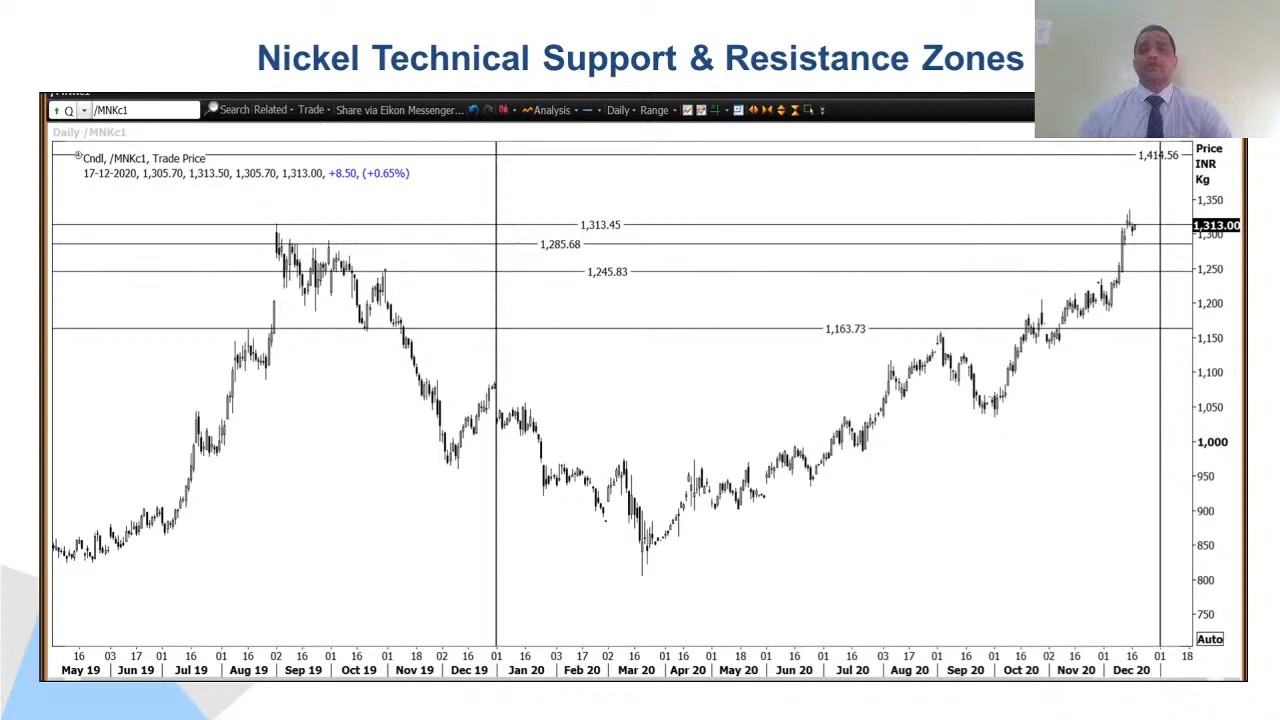 Nickel Technical Support & Resistance Zones
/MNKc1
Q /MNKc1 Search Related Trade Share via Eikon Messenger... Analysis Daily Range
Daily /MNKc1
Cndl, /MNKc1, Trade Price
17-12-2020, 1,305.70, 1,313.50, 1,305.70, 1,313.00, +8.50, (+0.65%)
Price
INR
Kg
1,414.56
1,350
1,313.45
1,313.00
1,300
1,285.68
1,245.83
1,250
1,200
1,163.73
1,150
1,100
1,050
1,000
950
900
850
800
750
Auto
16 03 17 01 16 01 16 02 16 01 16 01 18 02 16 01 16 01 16 03 17 02 16 01 16 04 18 01 16 01 16 03 17 01 16 01 16 02 16 01 16 01 18
May 19 Jun 19 Jul 19 Aug 19 Sep 19 Oct 19 Nov 19 Dec 19 Jan 20 Feb 20 Mar 20 Apr 20 May 20 Jun 20 Jul 20 Aug 20 Sep 20 Oct 20 Nov 20 Dec 20